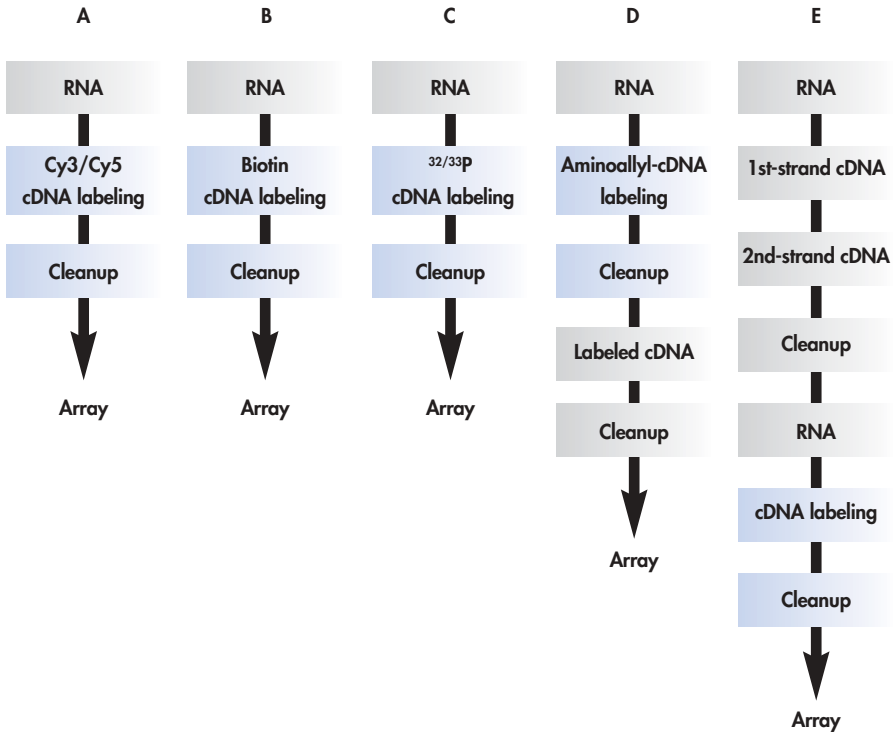 A
RNA
Cy3/Cy5
cDNA labeling
Cleanup
Array
B
RNA
Biotin
cDNA labeling
Cleanup
Array
C
RNA
32/33P
cDNA labeling
Cleanup
Array
D
RNA
Aminoallyl-cDNA
labeling
Cleanup
Labeled cDNA
Cleanup
Array
E
RNA
1st-strand cDNA
2nd-strand cDNA
Cleanup
RNA
cDNA labeling
Cleanup
Array